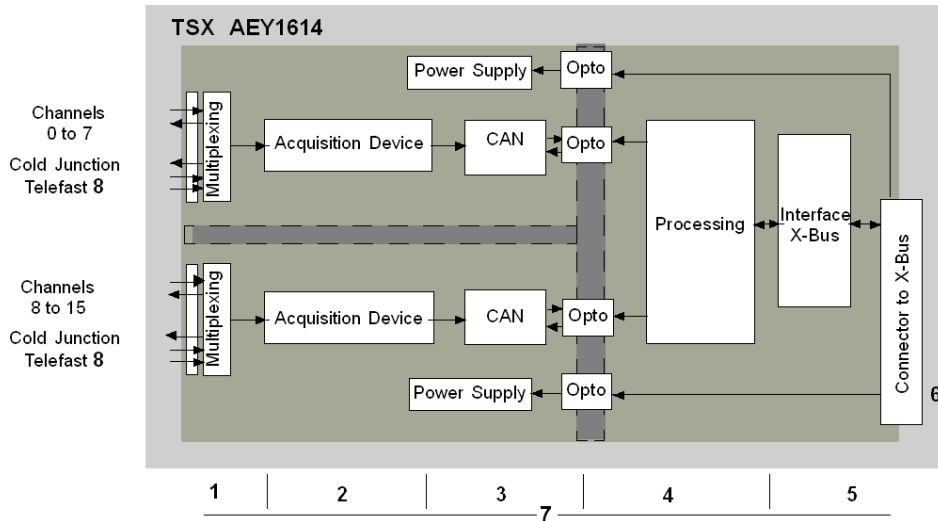 TSX AEY1614
Power Supply
Opto
Channels
0 to 7
Cold Junction
Telefast 8
Multiplexing
Acquisition Device
CAN
Opto
Processing
Interface
X-Bus
Connector to X-Bus
6
Channels
8 to 15
Cold Junction
Telefast 8
Multiplexing
Acquisition Device
CAN
Opto
Power Supply
Opto
1
2
3
4
5
7